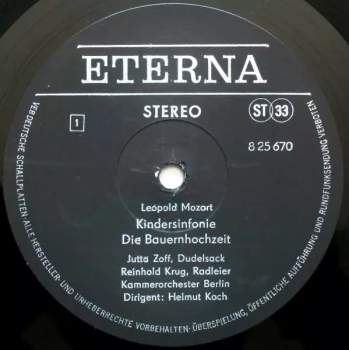 ETERNA
STEREO
ST 33
1
8 25 670
Leopold Mozart
Kindersinfonie
Die Bauernhochzeit
Jutta Zoff, Dudelsack
Reinhold Krug, Radleier
Kammerorchester Berlin
Dirigent: Helmut Koch
VEB DEUTSCHE SCHALLPLATTEN · ALLE HERSTELLER- UND URHEBERRECHTE VORBEHALTEN · ÜBERSPIELUNG, ÖFFENTLICHE AUFFÜHRUNG UND RUNDFUNKSENDUNG VERBOTEN